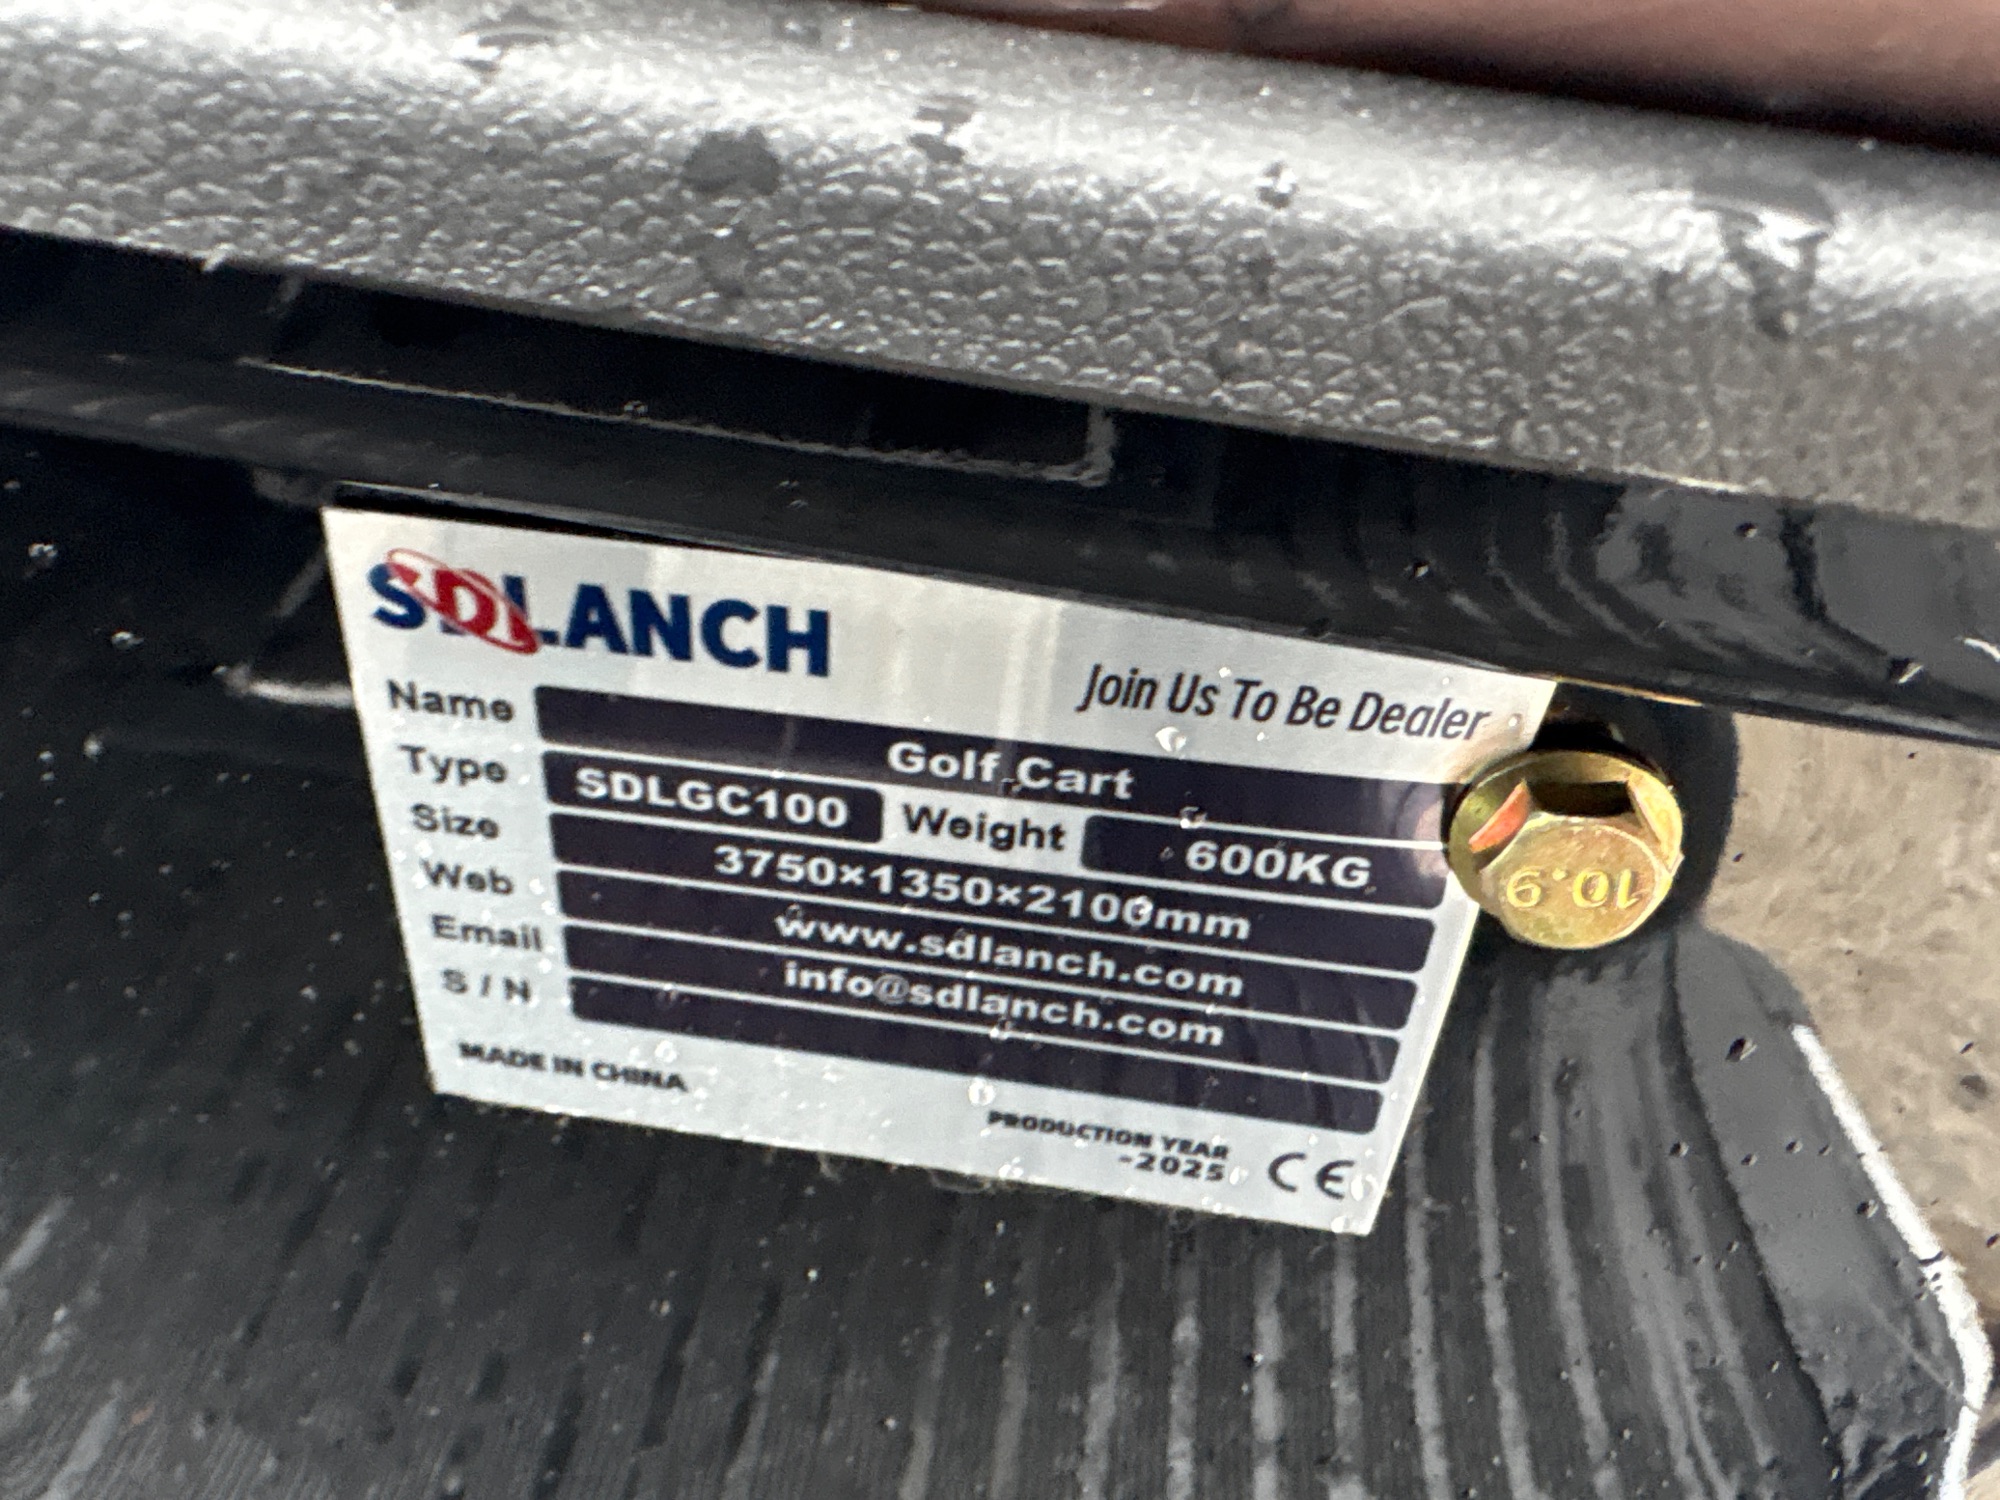 SDLANCH
Join Us To Be Dealer
Name Golf Cart
Type SDLGC100 Weight 600KG
Size 3750×1350×2100mm
Web www.sdlanch.com
Email info@sdlanch.com
S / N
MADE IN CHINA
PRODUCTION YEAR
-2025
CE
10.9